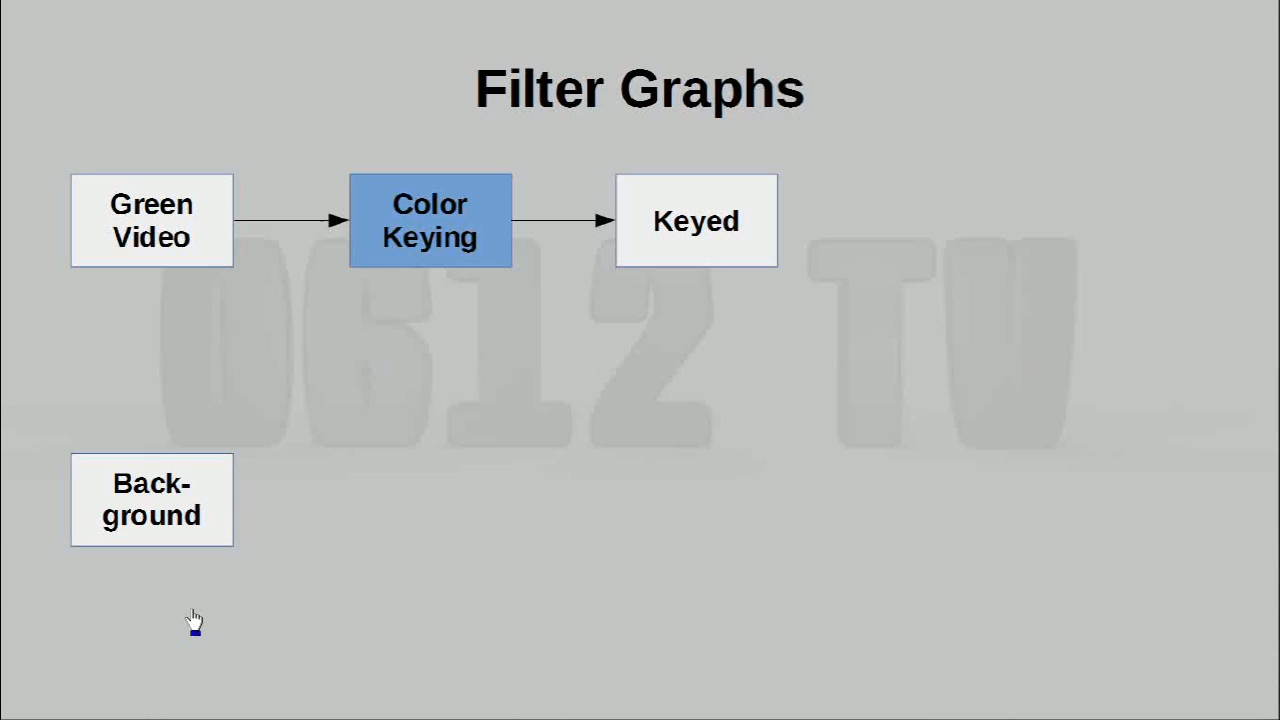 Filter Graphs
Green
Video
Color
Keying
Keyed
0612 TV
Back-
ground